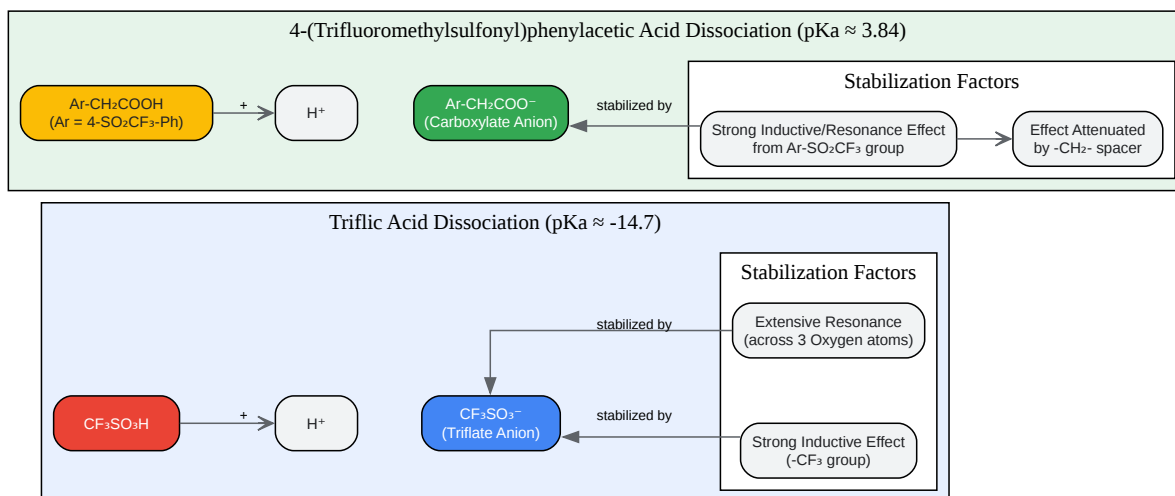 4-(Trifluoromethylsulfonyl)phenylacetic Acid Dissociation (pKa ≈ 3.84)
Ar-CH₂COOH
(Ar = 4-SO₂CF₃-Ph)
+
H⁺
Ar-CH₂COO⁻
(Carboxylate Anion)
stabilized by
Stabilization Factors
Strong Inductive/Resonance Effect
from Ar-SO₂CF₃ group
Effect Attenuated
by -CH₂- spacer
Triflic Acid Dissociation (pKa ≈ -14.7)
Stabilization Factors
stabilized by
Extensive Resonance
(across 3 Oxygen atoms)
CF₃SO₃H
+
H⁺
CF₃SO₃⁻
(Triflate Anion)
stabilized by
Strong Inductive Effect
(-CF₃ group)